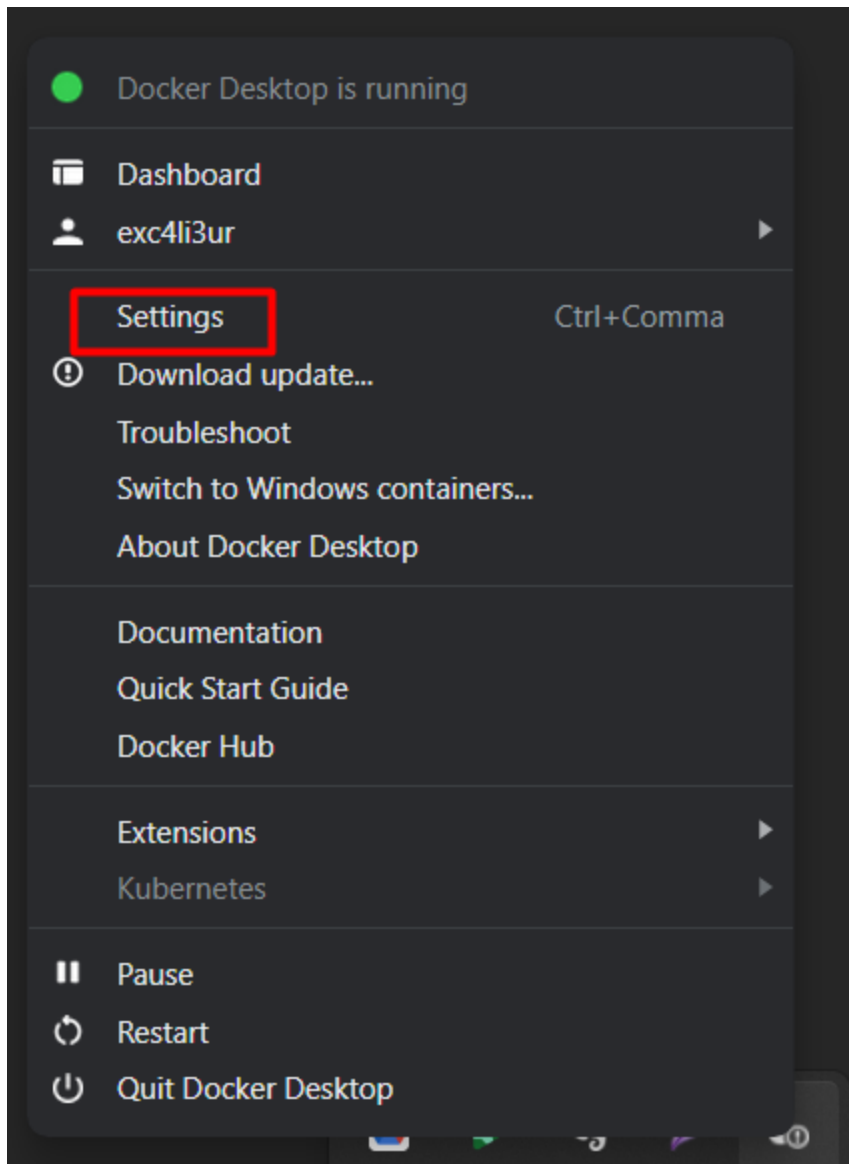 Docker Desktop is running
Dashboard
exc4li3ur
Settings Ctrl+Comma
Download update...
Troubleshoot
Switch to Windows containers...
About Docker Desktop
Documentation
Quick Start Guide
Docker Hub
Extensions
Kubernetes
Pause
Restart
Quit Docker Desktop